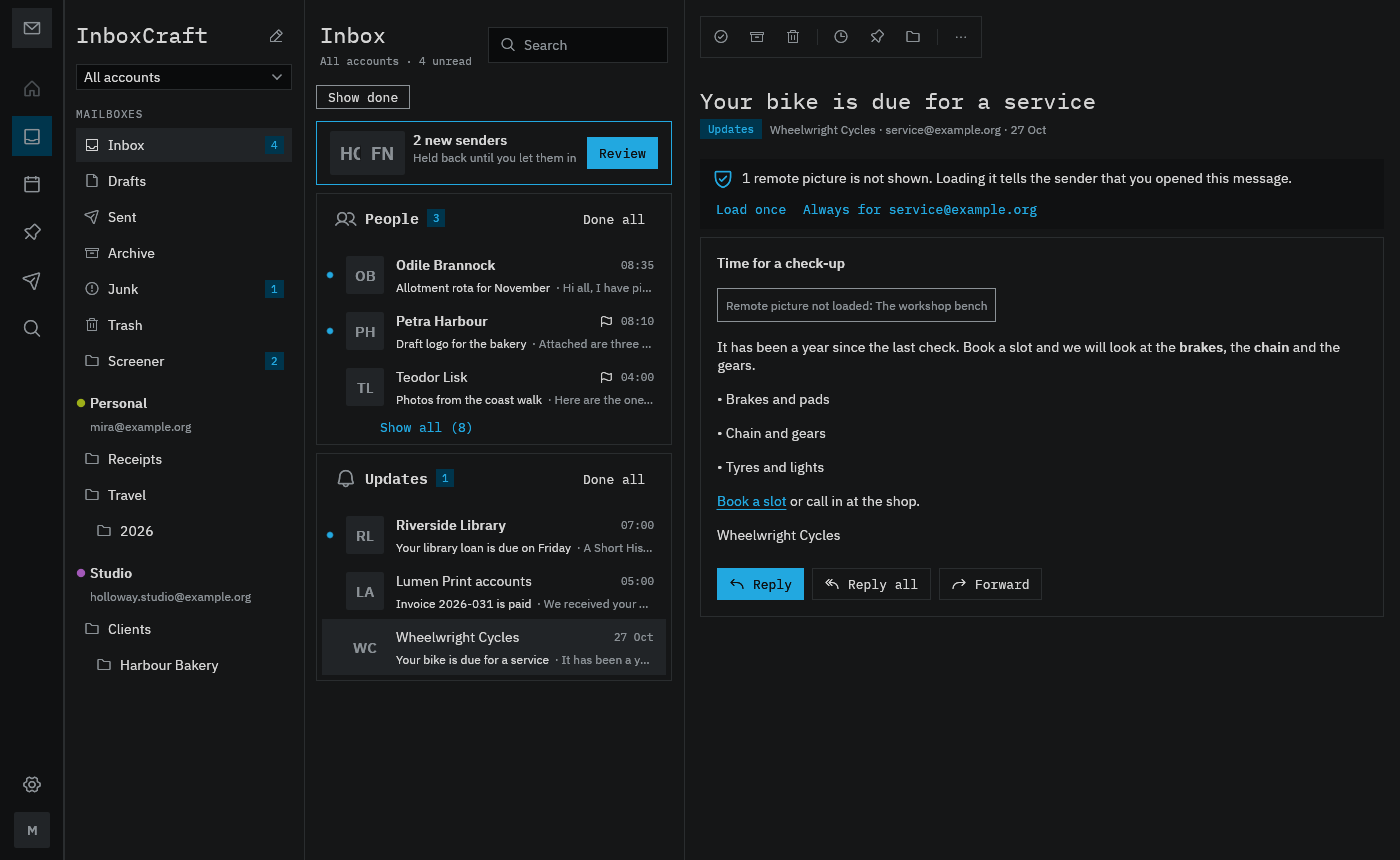 InboxCraft
All accounts
MAILBOXES
Inbox 4
Drafts
Sent
Archive
Junk 1
Trash
Screener 2
Personal
mira@example.org
Receipts
Travel
2026
Studio
holloway.studio@example.org
Clients
Harbour Bakery
M
Inbox
All accounts · 4 unread
Search
Show done
FN
2 new senders
Held back until you let them in
Review
People 3
Done all
OB
Odile Brannock 08:35
Allotment rota for November · Hi all, I have pi...
PH
Petra Harbour 08:10
Draft logo for the bakery · Attached are three ...
TL
Teodor Lisk 04:00
Photos from the coast walk · Here are the one...
Show all (8)
Updates 1
Done all
RL
Riverside Library 07:00
Your library loan is due on Friday · A Short His...
LA
Lumen Print accounts 05:00
Invoice 2026-031 is paid · We received your ...
WC
Wheelwright Cycles 27 Oct
Your bike is due for a service · It has been a y...
Your bike is due for a service
Updates Wheelwright Cycles · service@example.org · 27 Oct
1 remote picture is not shown. Loading it tells the sender that you opened this message.
Load once Always for service@example.org
Time for a check-up
Remote picture not loaded: The workshop bench
It has been a year since the last check. Book a slot and we will look at the brakes, the chain and the
gears.
• Brakes and pads
• Chain and gears
• Tyres and lights
Book a slot or call in at the shop.
Wheelwright Cycles
Reply
Reply all
Forward